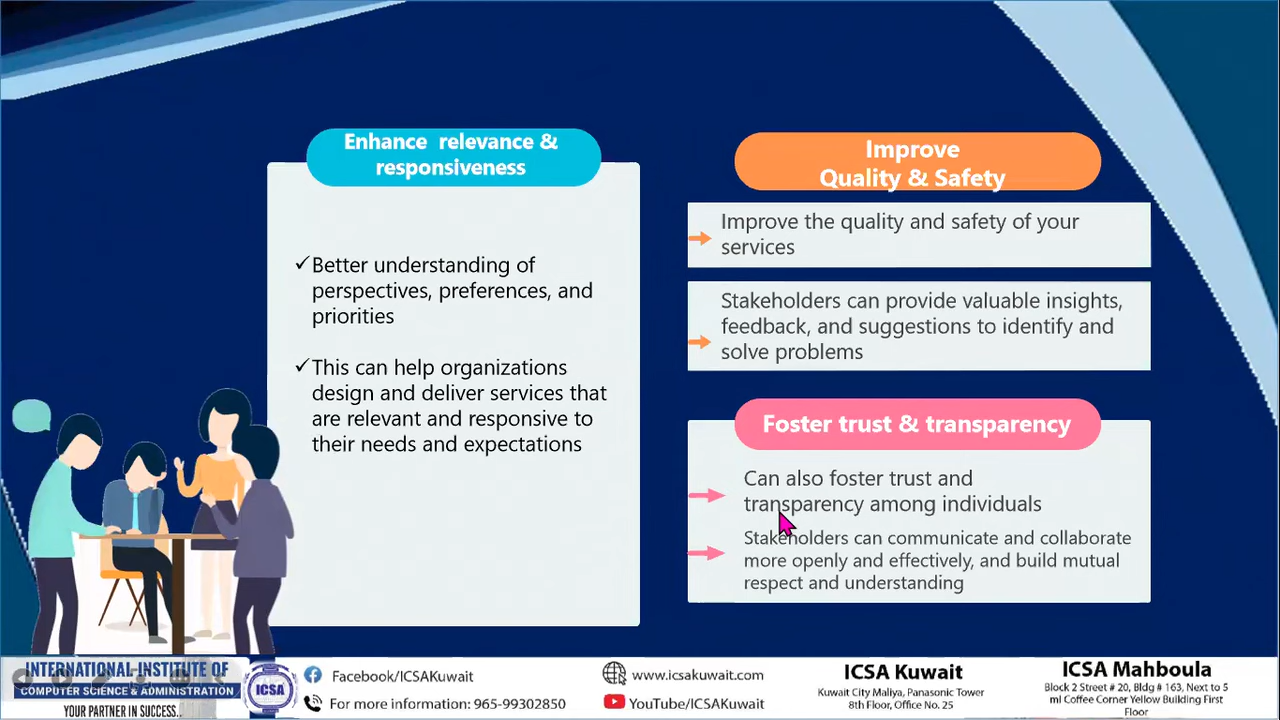 Enhance relevance &
responsiveness
✓Better understanding of
perspectives, preferences, and
priorities
✓This can help organizations
design and deliver services that
are relevant and responsive to
their needs and expectations
Improve
Quality & Safety
Improve the quality and safety of your
services
Stakeholders can provide valuable insights,
feedback, and suggestions to identify and
solve problems
Foster trust & transparency
Can also foster trust and
transparency among individuals
Stakeholders can communicate and collaborate
more openly and effectively, and build mutual
respect and understanding
INTERNATIONAL INSTITUTE OF
COMPUTER SCIENCE & ADMINISTRATION
YOUR PARTNER IN SUCCESS..
ICSA
Facebook/ICSAKuwait
For more information: 965-99302850
www.icsakuwait.com
YouTube/ICSAKuwait
ICSA Kuwait
Kuwait City Maliya, Panasonic Tower
8th Floor, Office No. 25
ICSA Mahboula
Block 2 Street # 20, Bldg # 163, Next to 5
ml Coffee Corner Yellow Building First
Floor